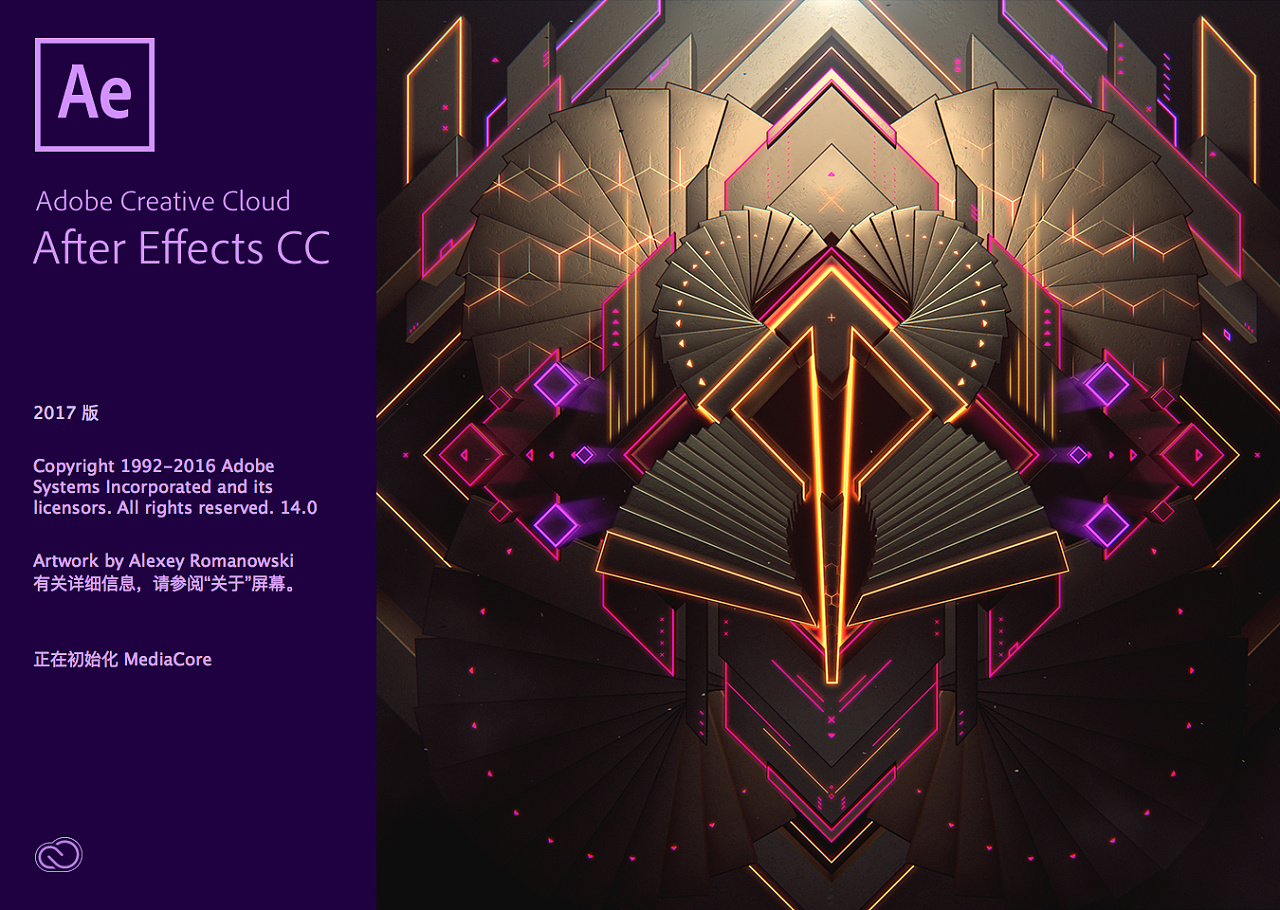 Ae
Adobe Creative Cloud
After Effects CC
2017 版
Copyright 1992–2016 Adobe
Systems Incorporated and its
licensors. All rights reserved. 14.0
Artwork by Alexey Romanowski
有关详细信息，请参阅“关于”屏幕。
正在初始化 MediaCore